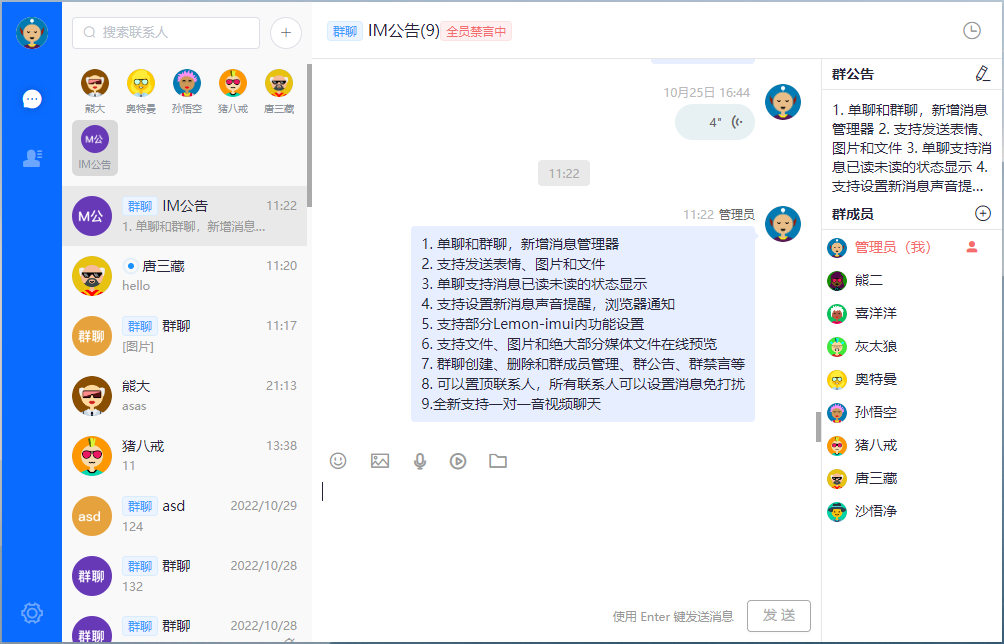 搜索联系人
熊大
奥特曼
孙悟空
猪八戒
唐三藏
M公
IM公告
M公
群聊 IM公告 11:22
1. 单聊和群聊，新增消息...
唐三藏 11:20
hello
群聊
群聊 群聊 11:17
[图片]
熊大 21:13
asas
猪八戒 13:38
11
asd
群聊 asd 2022/10/29
124
群聊
群聊 群聊 2022/10/28
132
群聊
群聊 群聊 2022/10/28
群聊 IM公告(9) 全员禁言中
10月25日 16:44
4"
11:22
11:22 管理员
1. 单聊和群聊，新增消息管理器
2. 支持发送表情、图片和文件
3. 单聊支持消息已读未读的状态显示
4. 支持设置新消息声音提醒，浏览器通知
5. 支持部分Lemon-imui内功能设置
6. 支持文件、图片和绝大部分媒体文件在线预览
7. 群聊创建、删除和群成员管理、群公告、群禁言等
8. 可以置顶联系人，所有联系人可以设置消息免打扰
9.全新支持一对一音视频聊天
使用 Enter 键发送消息
发 送
群公告
1. 单聊和群聊，新增消息
管理器 2. 支持发送表情、
图片和文件 3. 单聊支持消
息已读未读的状态显示 4.
支持设置新消息声音提...
群成员
管理员（我）
熊二
喜洋洋
灰太狼
奥特曼
孙悟空
猪八戒
唐三藏
沙悟净